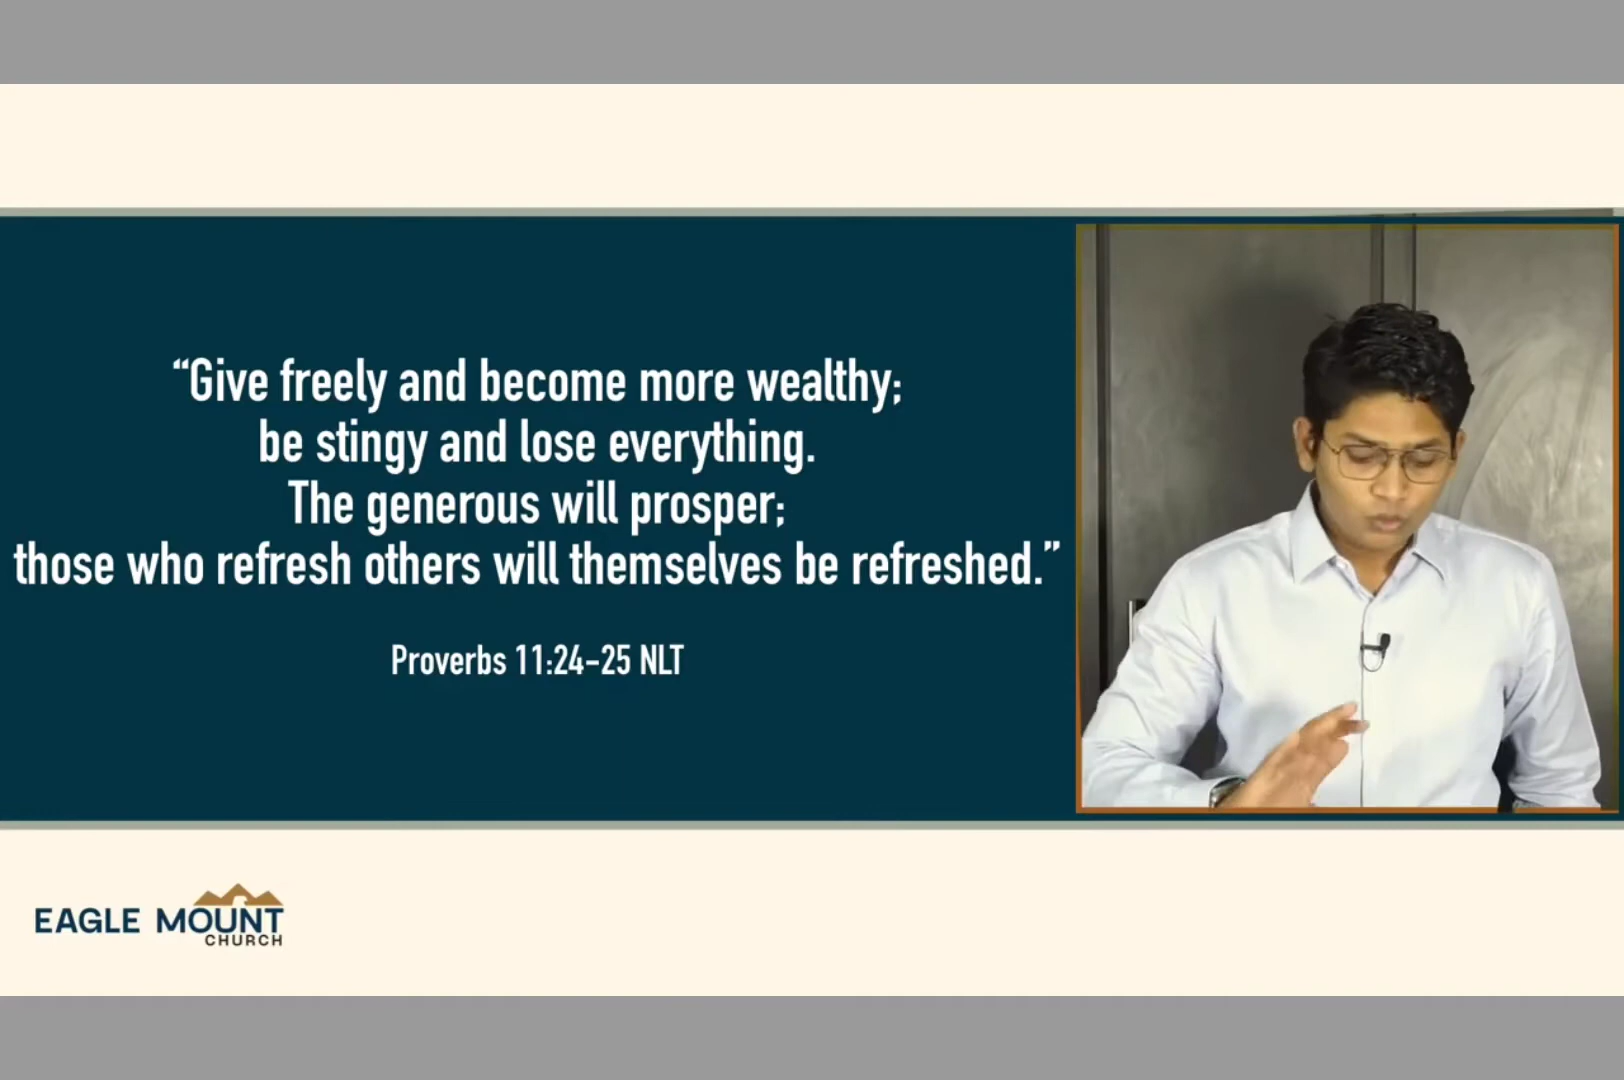 “Give freely and become more wealthy;
be stingy and lose everything.
The generous will prosper;
those who refresh others will themselves be refreshed.”
Proverbs 11:24–25 NLT
EAGLE MOUNT
CHURCH